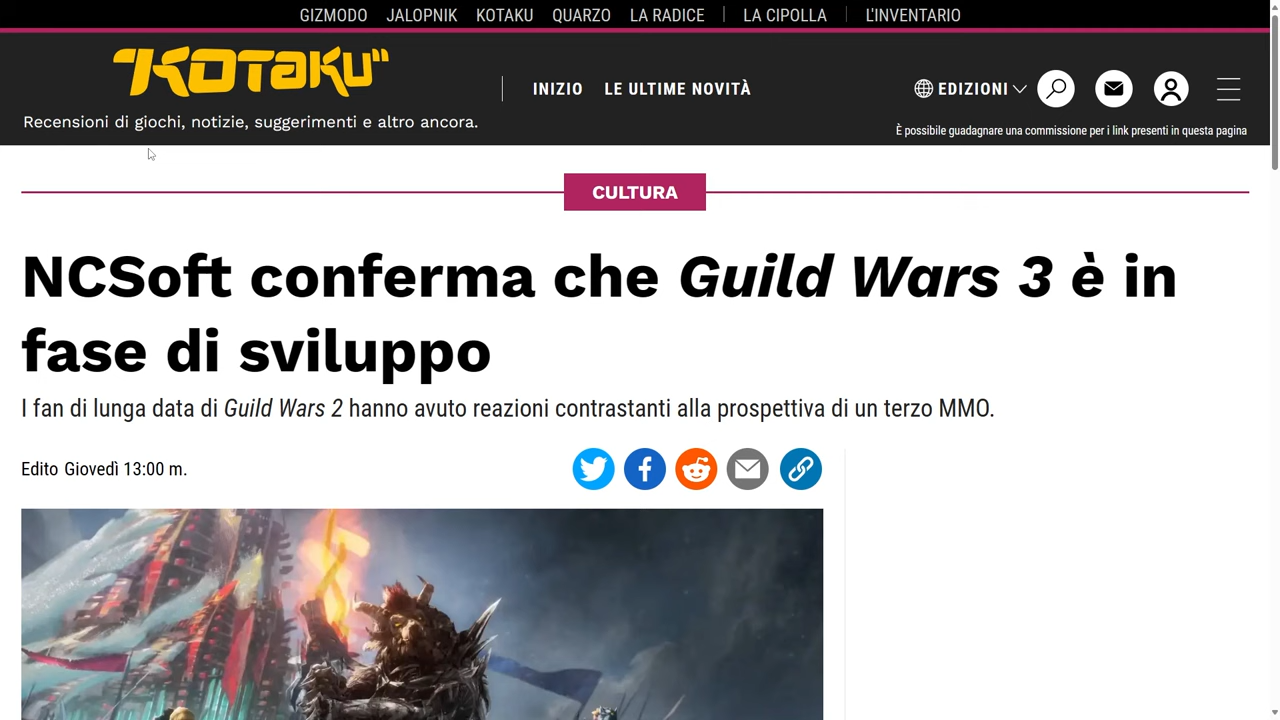 GIZMODO JALOPNIK KOTAKU QUARZO LA RADICE LA CIPOLLA L'INVENTARIO
"KOTAKU"
Recensioni di giochi, notizie, suggerimenti e altro ancora.
INIZIO LE ULTIME NOVITÀ
EDIZIONI
È possibile guadagnare una commissione per i link presenti in questa pagina
CULTURA
NCSoft conferma che Guild Wars 3 è in
fase di sviluppo
I fan di lunga data di Guild Wars 2 hanno avuto reazioni contrastanti alla prospettiva di un terzo MMO.
Edito Giovedì 13:00 m.